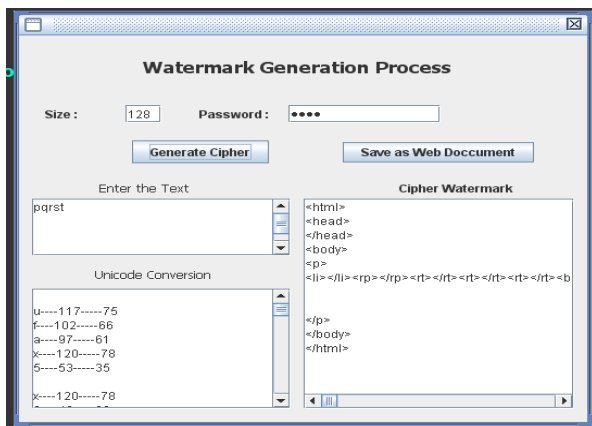 Watermark Generation Process
Size : 128 Password : ••••
Generate Cipher Save as Web Doccument
Enter the Text
pqrst
Unicode Conversion
u----117-----75
f----102-----66
a----97-----61
x----120-----78
5----53-----35
x----120-----78
Cipher Watermark
<html>
<head>
</head>
<body>
<p>
<li></li><rp></rp><rt></rt><rt></rt><rt></rt><b
</p>
</body>
</html>